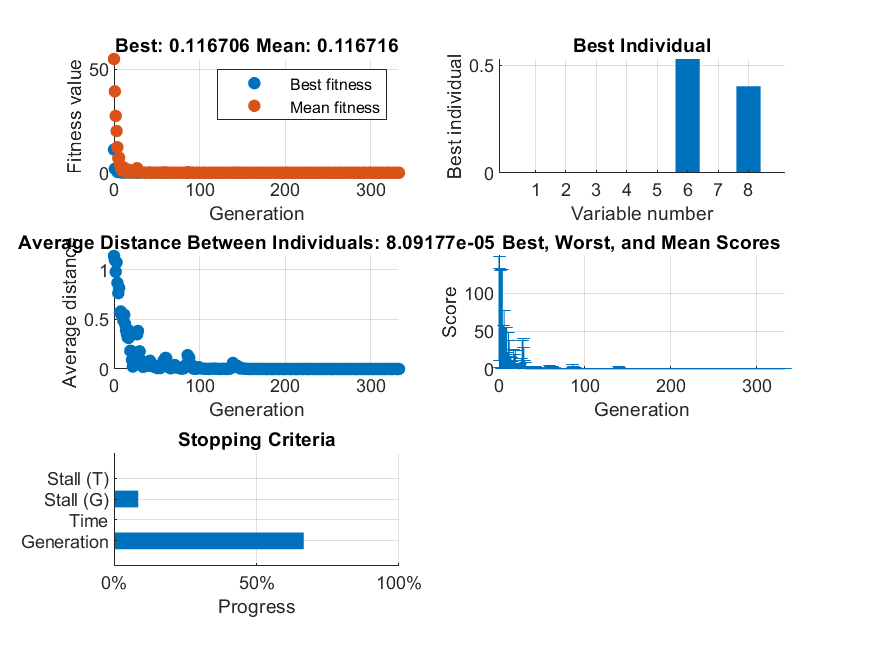 Best: 0.116706 Mean: 0.116716
Fitness value
50
0
Best fitness
Mean fitness
0 100 200 300
Generation
Best Individual
Best individual
0.5
0
1 2 3 4 5 6 7 8
Variable number
Average Distance Between Individuals: 8.09177e-05
Average distance
1
0.5
0
0 100 200 300
Generation
Best, Worst, and Mean Scores
Score
100
50
0
0 100 200 300
Generation
Stopping Criteria
Stall (T)
Stall (G)
Time
Generation
0% 50% 100%
Progress